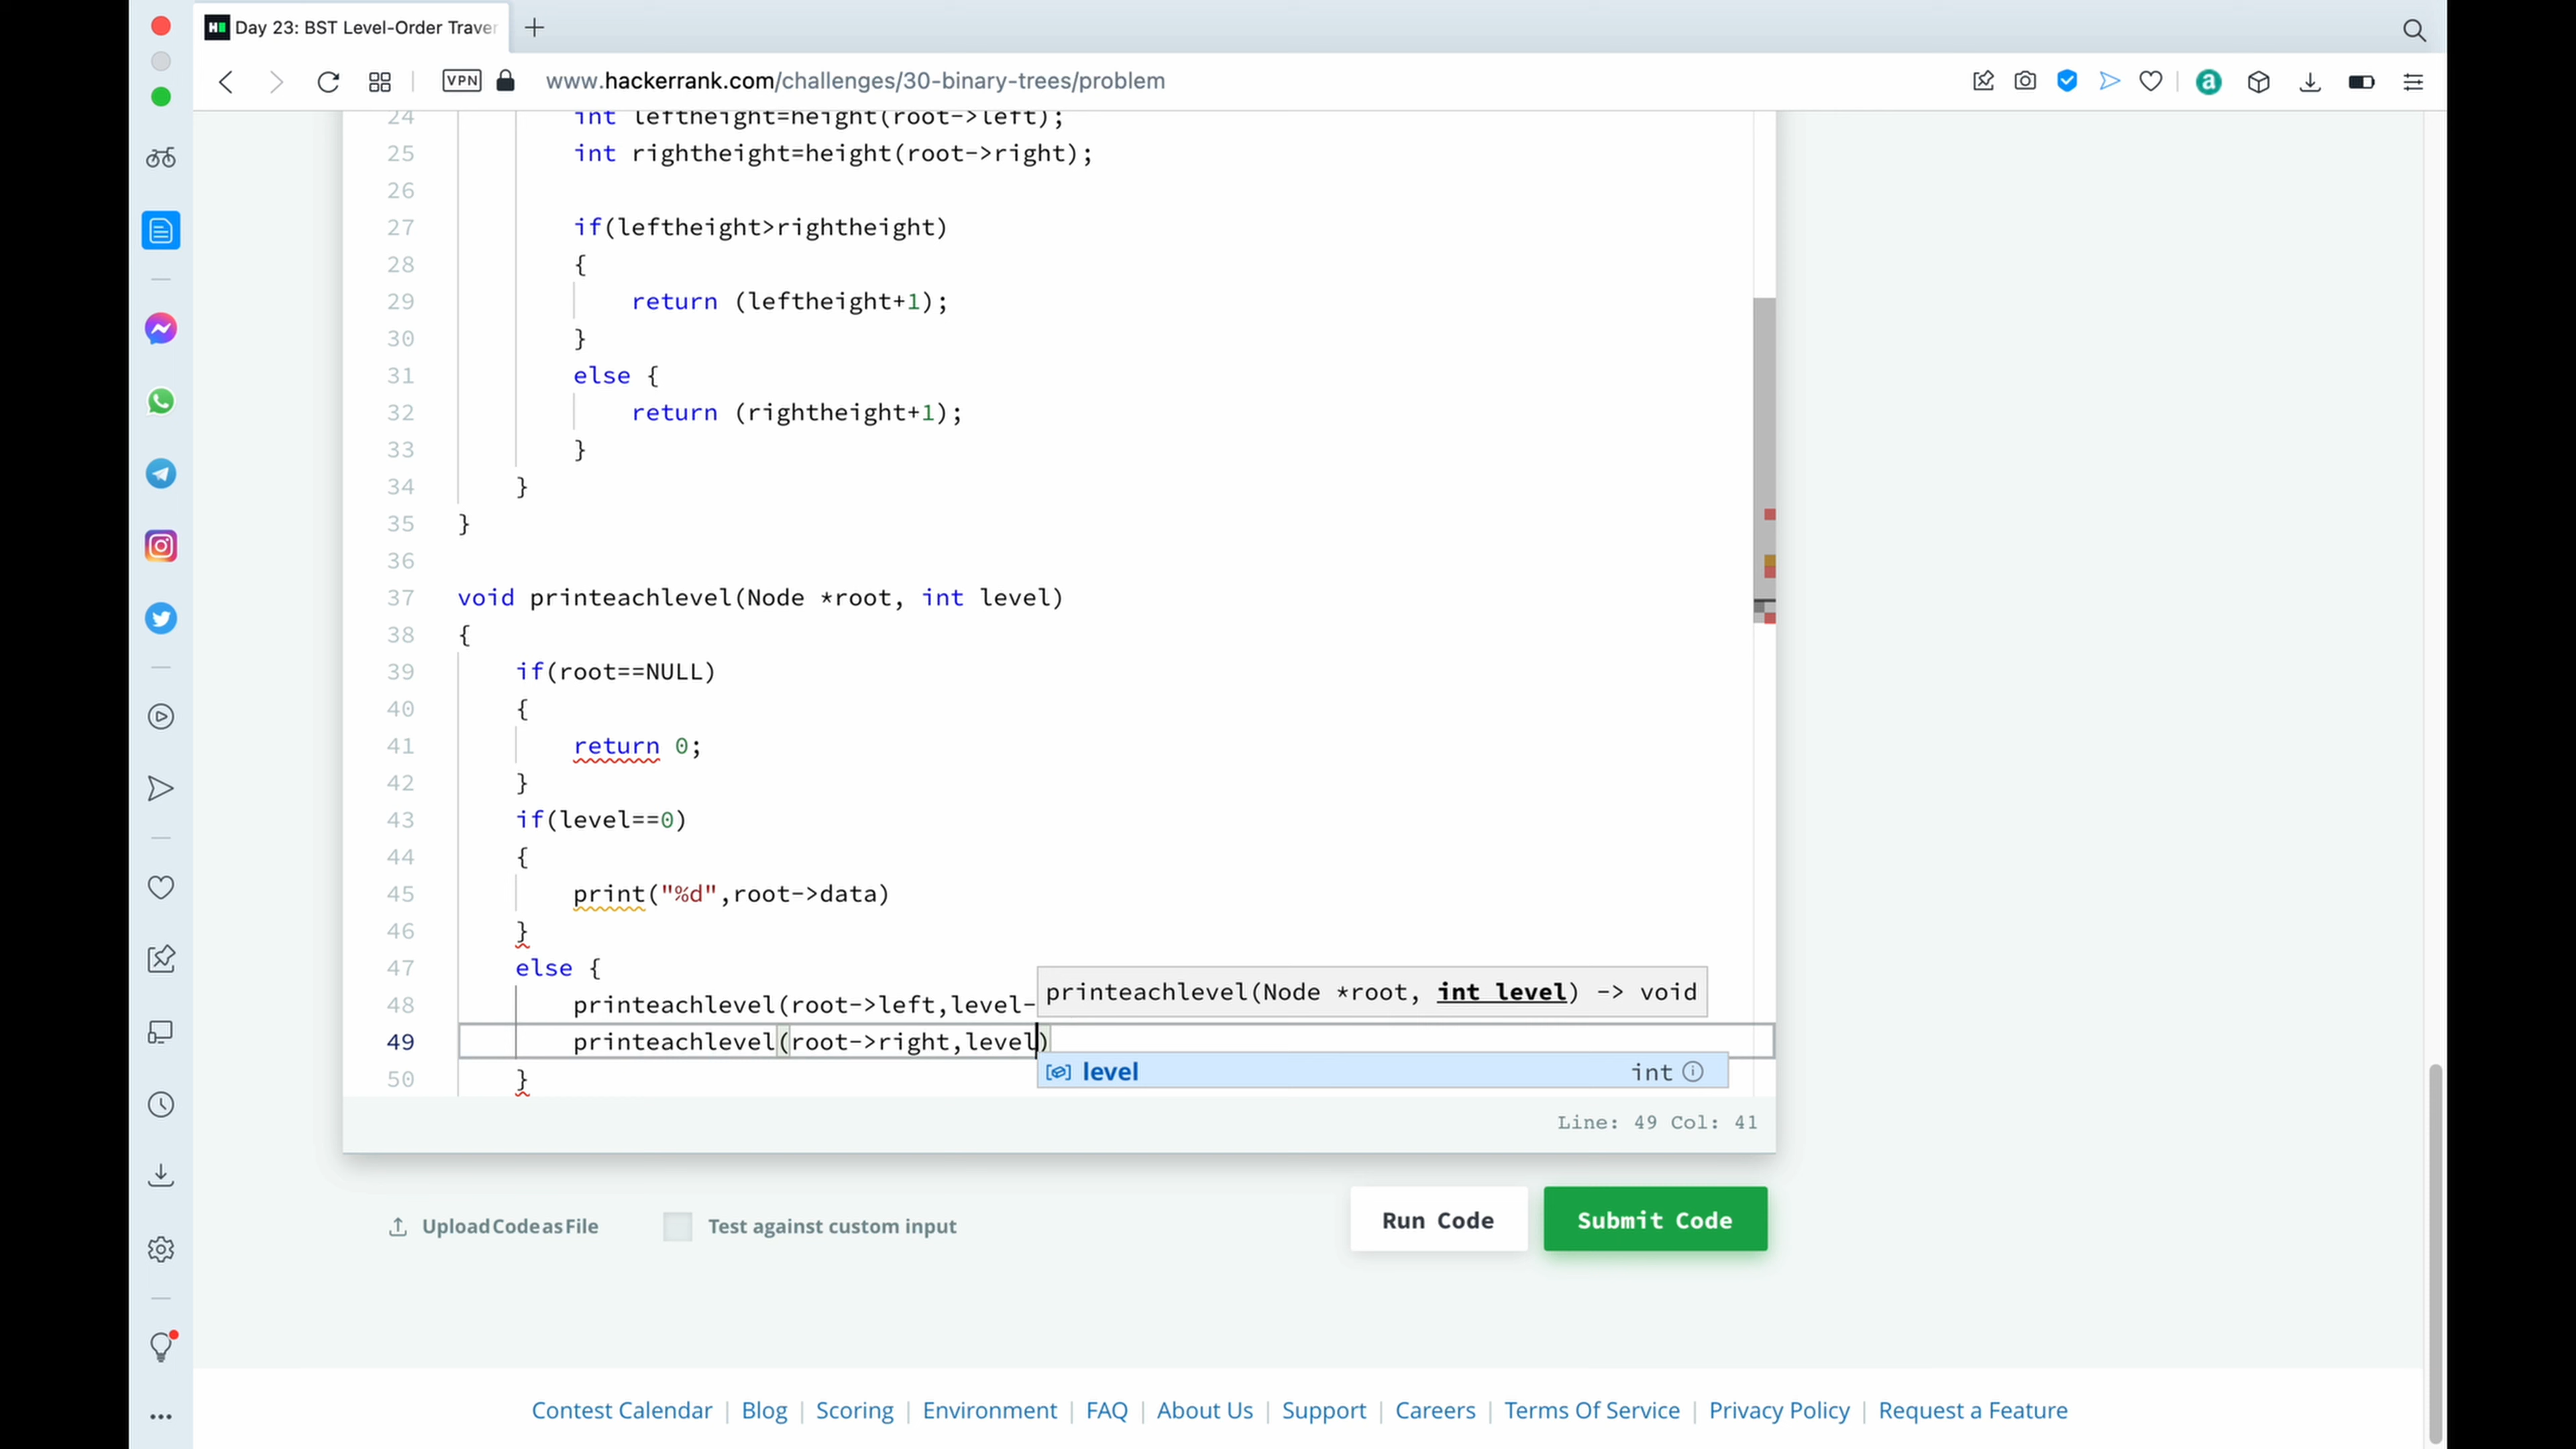 Day 23: BST Level-Order Traver
VPN
www.hackerrank.com/challenges/30-binary-trees/problem
24 int leftheight=height(root->left);
25 int rightheight=height(root->right);
26
27 if(leftheight>rightheight)
28 {
29 return (leftheight+1);
30 }
31 else {
32 return (rightheight+1);
33 }
34 }
35 }
36
37 void printeachlevel(Node *root, int level)
38 {
39 if(root==NULL)
40 {
41 return 0;
42 }
43 if(level==0)
44 {
45 print("%d",root->data)
46 }
47 else {
printeachlevel(Node *root, int level) -> void
48 printeachlevel(root->left,level-
49 printeachlevel(root->right,level)
level int
50 }
Line: 49 Col: 41
Upload Code as File
Test against custom input
Run Code
Submit Code
Contest Calendar | Blog | Scoring | Environment | FAQ | About Us | Support | Careers | Terms Of Service | Privacy Policy | Request a Feature